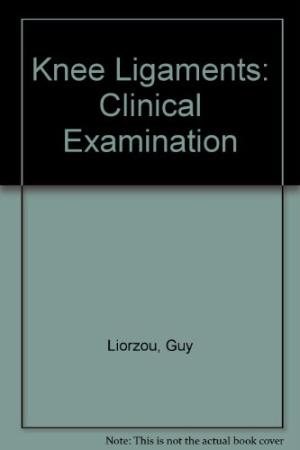 Knee Ligaments:
Clinical
Examination
Liorzou, Guy
Note: This is not the actual book cover